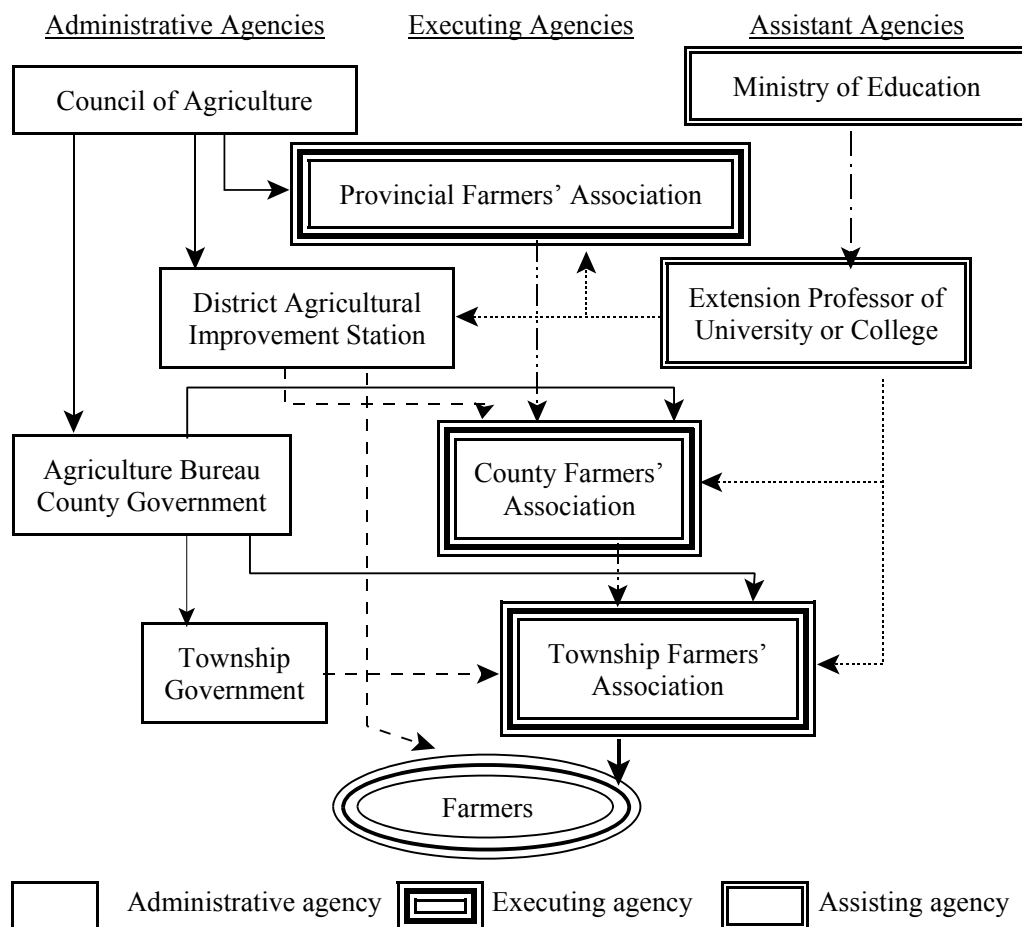 Administrative Agencies
Executing Agencies
Assistant Agencies
Council of Agriculture
Ministry of Education
Provincial Farmers’ Association
District Agricultural
Improvement Station
Extension Professor of
University or College
Agriculture Bureau
County Government
County Farmers’
Association
Township
Government
Township Farmers’
Association
Farmers
Administrative agency
Executing agency
Assisting agency